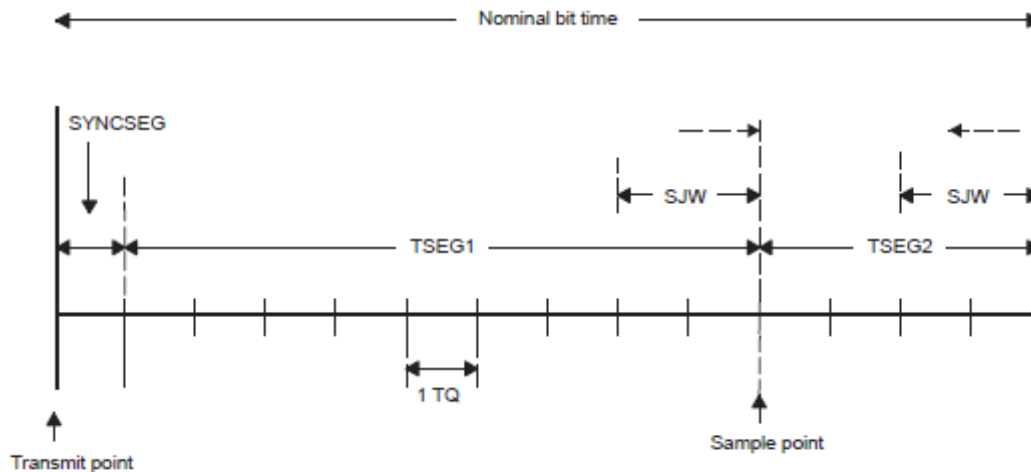 Nominal bit time
SYNCSEG
SJW
SJW
TSEG1
TSEG2
1 TQ
Sample point
Transmit point